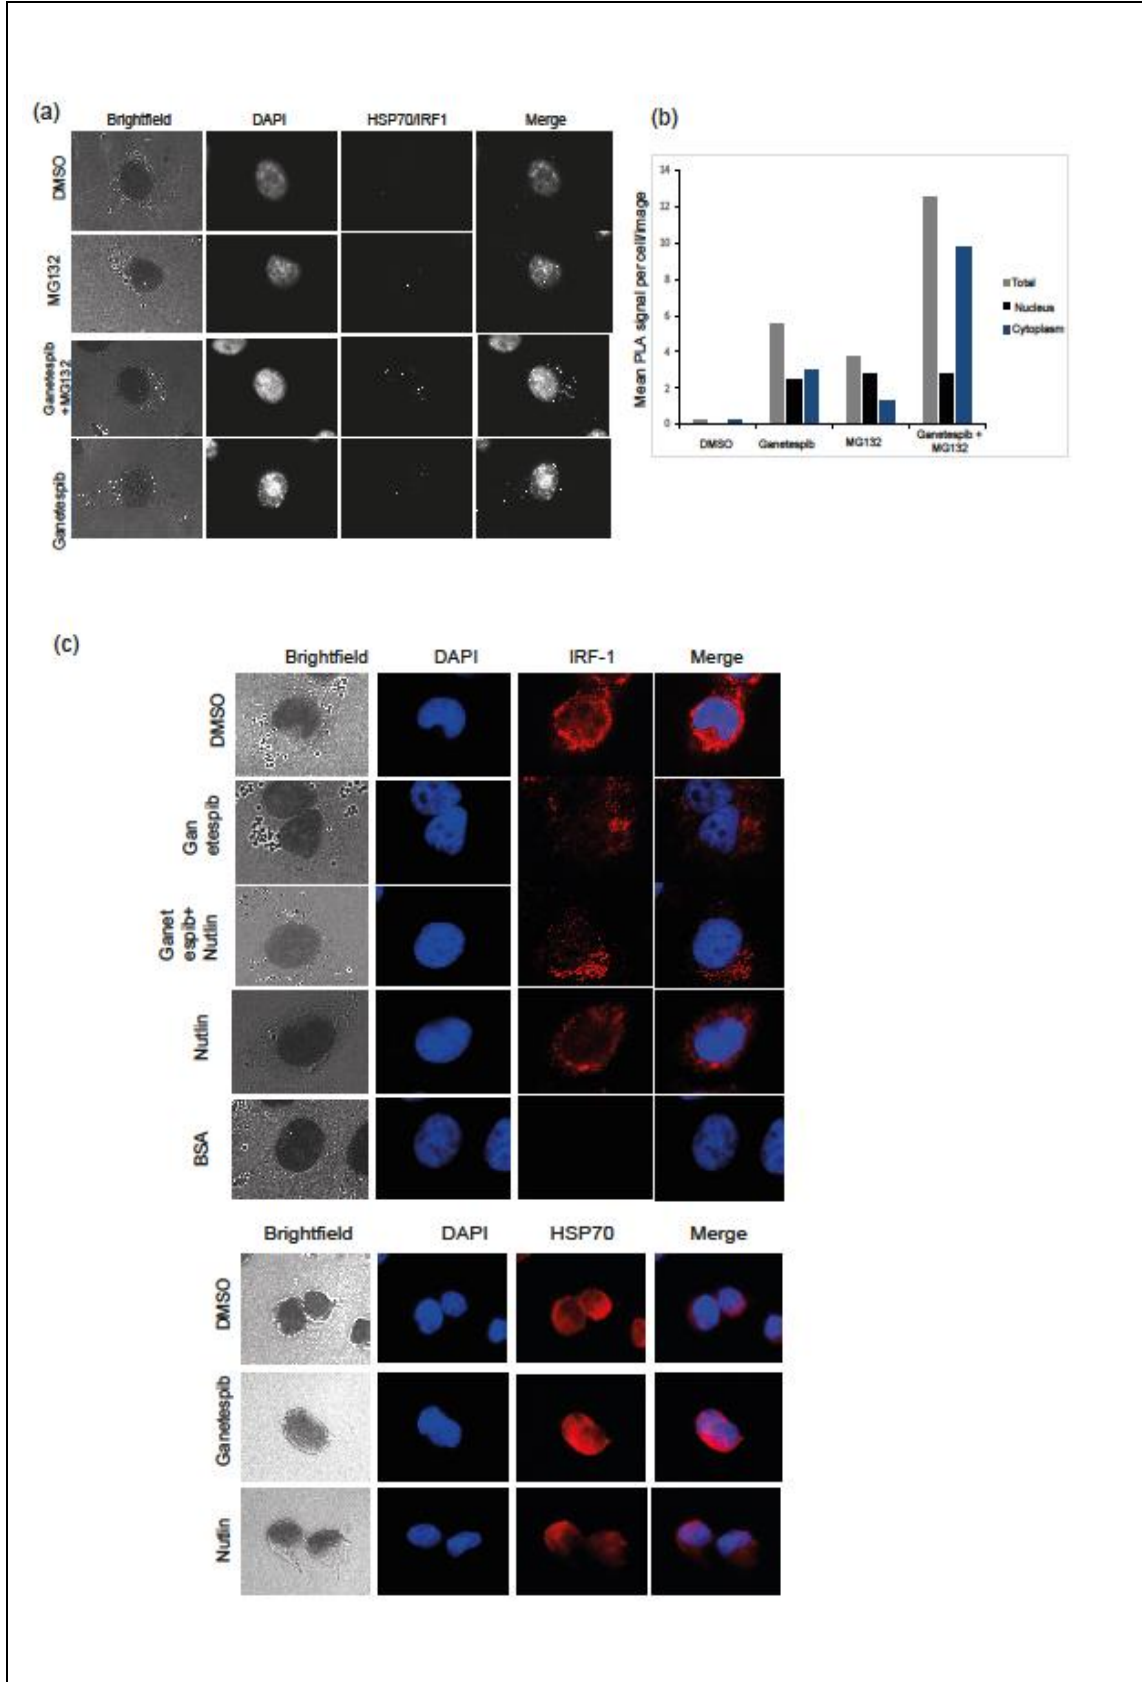 (a)
Brightfield DAPI HSP70/IRF1 Merge
DMSO
MG132
Ganetespib
+MG132
Ganetespib
(b)
Mean PLA signal per cell/image
14
12
10
8
6
4
2
0
DMSO Ganetespib MG132 Ganetespib +
MG132
Total
Nucleus
Cytoplasm
(c)
Brightfield DAPI IRF-1 Merge
DMSO
Gan
etespib
Ganet
espib+
Nutlin
Nutlin
BSA
Brightfield DAPI HSP70 Merge
DMSO
Ganetespib
Nutlin